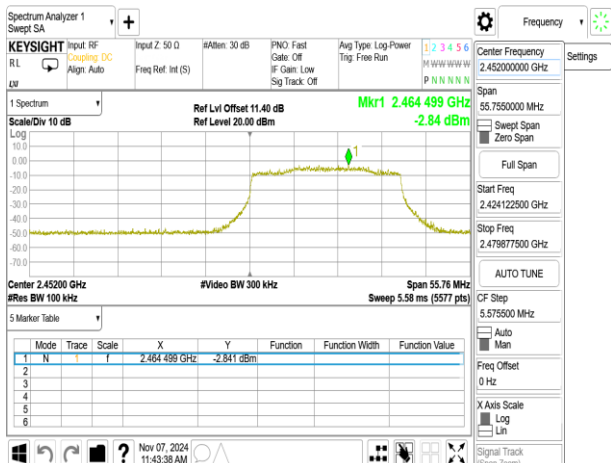 Spectrum Analyzer 1
Swept SA
Frequency
KEYSIGHT
Input: RF
Coupling: DC
Align: Auto
Input Z: 50 Ω
Freq Ref: Int (S)
#Atten: 30 dB
PNO: Fast
Gate: Off
IF Gain: Low
Sig Track: Off
Avg Type: Log-Power
Trig: Free Run
1 2 3 4 5 6
M W W W W W
P N N N N N
RL
LXI
1 Spectrum
Scale/Div 10 dB
Ref Lvl Offset 11.40 dB
Ref Level 20.00 dBm
Mkr1 2.464 499 GHz
-2.84 dBm
Log
10.0
0.00
-10.0
-20.0
-30.0
-40.0
-50.0
-60.0
-70.0
1
Center 2.45200 GHz
#Res BW 100 kHz
#Video BW 300 kHz
Span 55.76 MHz
Sweep 5.58 ms (5577 pts)
5 Marker Table
Mode Trace Scale X Y Function Function Width Function Value
1 N 1 f 2.464 499 GHz -2.841 dBm
2
3
4
5
6
Nov 07, 2024
11:43:38 AM
?
Center Frequency
2.452000000 GHz
Settings
Span
55.7550000 MHz
Swept Span
Zero Span
Full Span
Start Freq
2.424122500 GHz
Stop Freq
2.479877500 GHz
AUTO TUNE
CF Step
5.575500 MHz
Auto
Man
Freq Offset
0 Hz
X Axis Scale
Log
Lin
Signal Track
(Span Zoom)